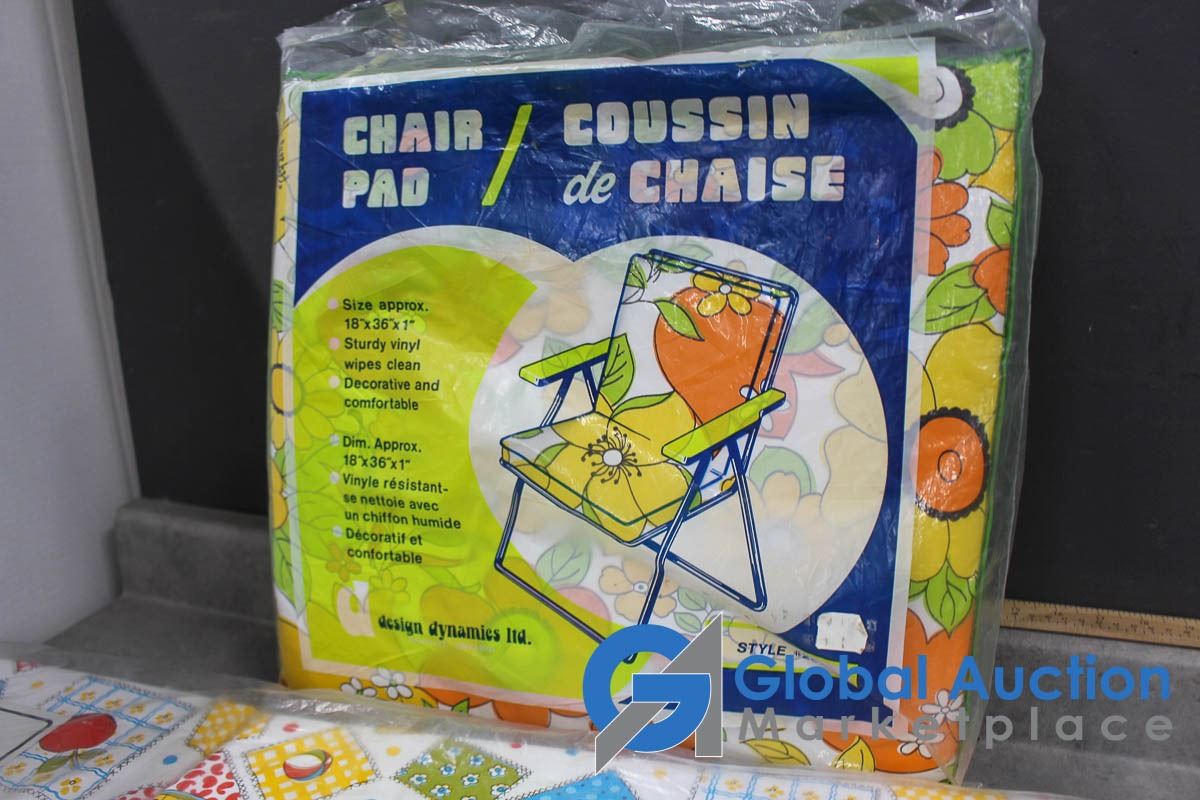 CHAIR / COUSSIN
PAD de CHAISE
Size approx.
18"x36"x1"
Sturdy vinyl
wipes clean
Decorative and
comfortable
Dim. Approx.
18"x36"x1"
Vinyle résistant-
se nettoie avec
un chiffon humide
Décoratif et
confortable
design dynamics ltd.
STYLE
Global Auction
Marketplace